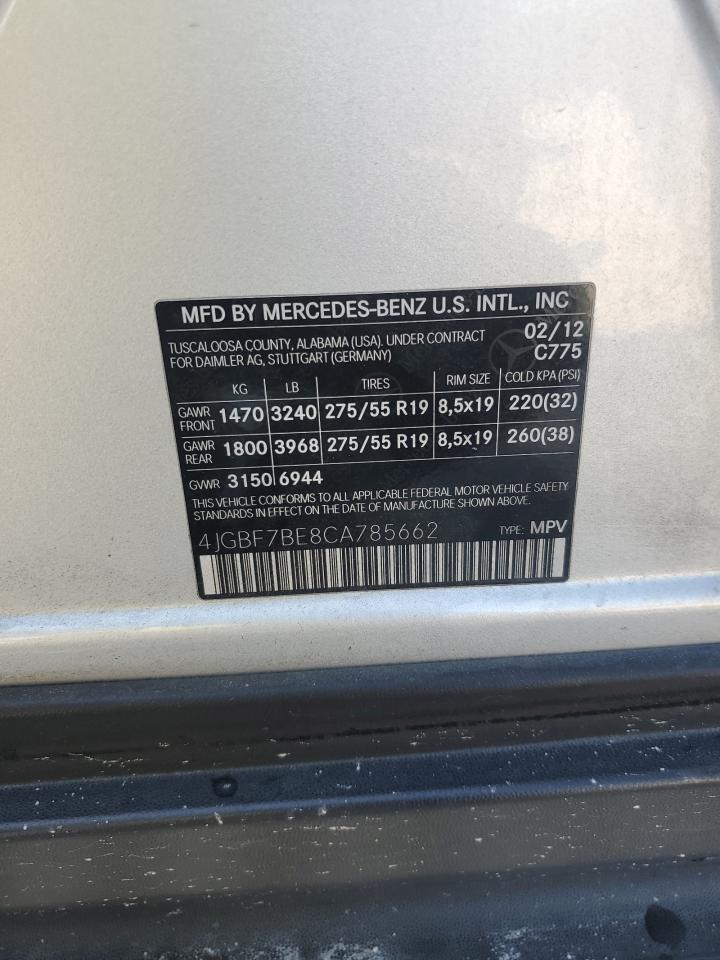 MFD BY MERCEDES-BENZ U.S. INTL., INC
TUSCALOOSA COUNTY, ALABAMA (USA). UNDER CONTRACT 02/12
FOR DAIMLER AG, STUTTGART (GERMANY) C775
KG LB TIRES RIM SIZE COLD KPA (PSI)
GAWR FRONT 1470 3240 275/55 R19 8,5x19 220(32)
GAWR REAR 1800 3968 275/55 R19 8,5x19 260(38)
GVWR 3150 6944
THIS VEHICLE CONFORMS TO ALL APPLICABLE FEDERAL MOTOR VEHICLE SAFETY
STANDARDS IN EFFECT ON THE DATE OF MANUFACTURE SHOWN ABOVE.
4JGBF7BE8CA785662 TYPE: MPV